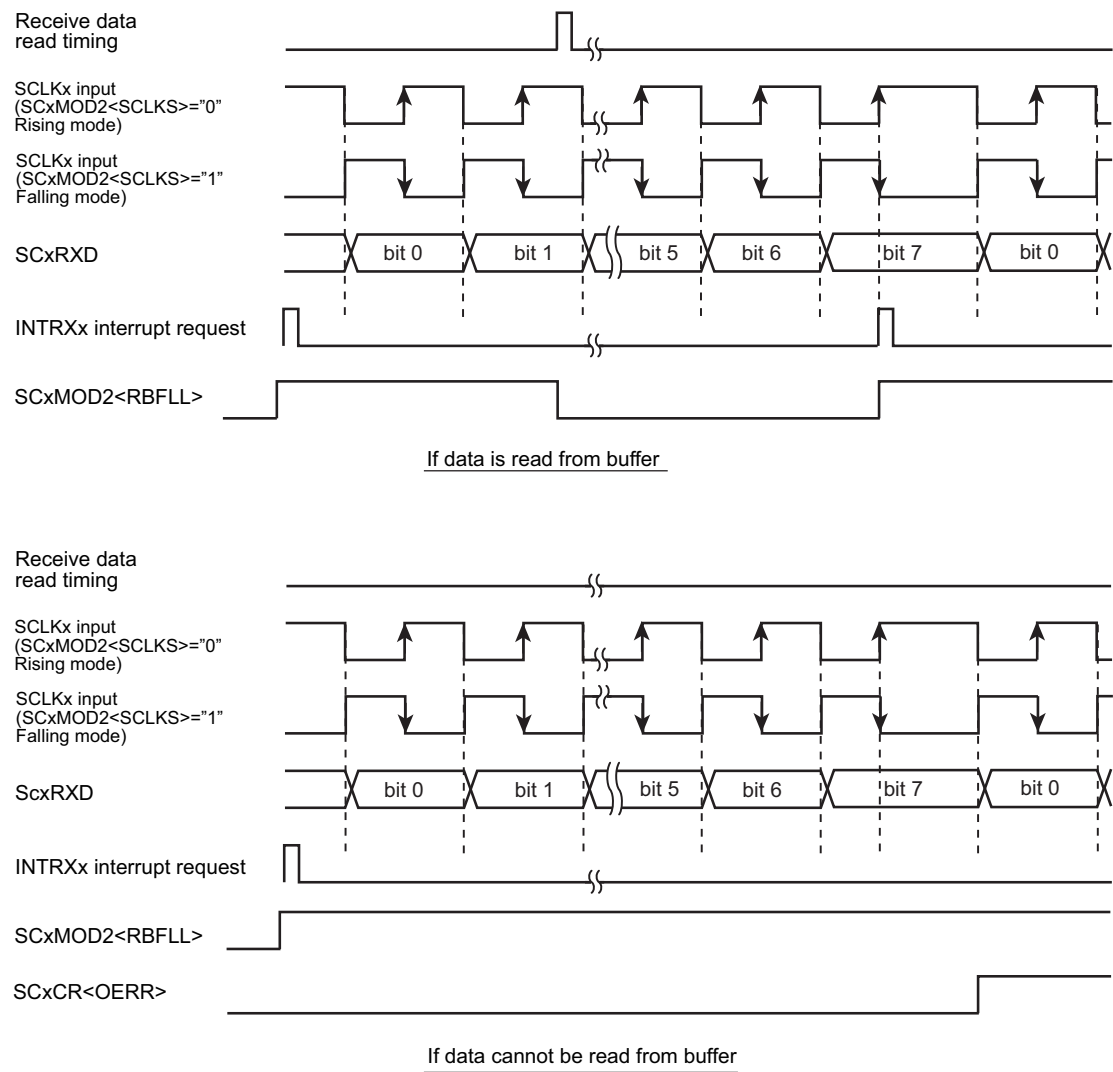 Receive data
read timing
SCLKx input
(SCxMOD2<SCLKS>=”0”
Rising mode)
SCLKx input
(SCxMOD2<SCLKS>=”1”
Falling mode)
SCxRXD
bit 0
bit 1
bit 5
bit 6
bit 7
bit 0
INTRXx interrupt request
SCxMOD2<RBFLL>
If data is read from buffer
Receive data
read timing
SCLKx input
(SCxMOD2<SCLKS>=”0”
Rising mode)
SCLKx input
(SCxMOD2<SCLKS>=”1”
Falling mode)
ScxRXD
bit 0
bit 1
bit 5
bit 6
bit 7
bit 0
INTRXx interrupt request
SCxMOD2<RBFLL>
SCxCR<OERR>
If data cannot be read from buffer